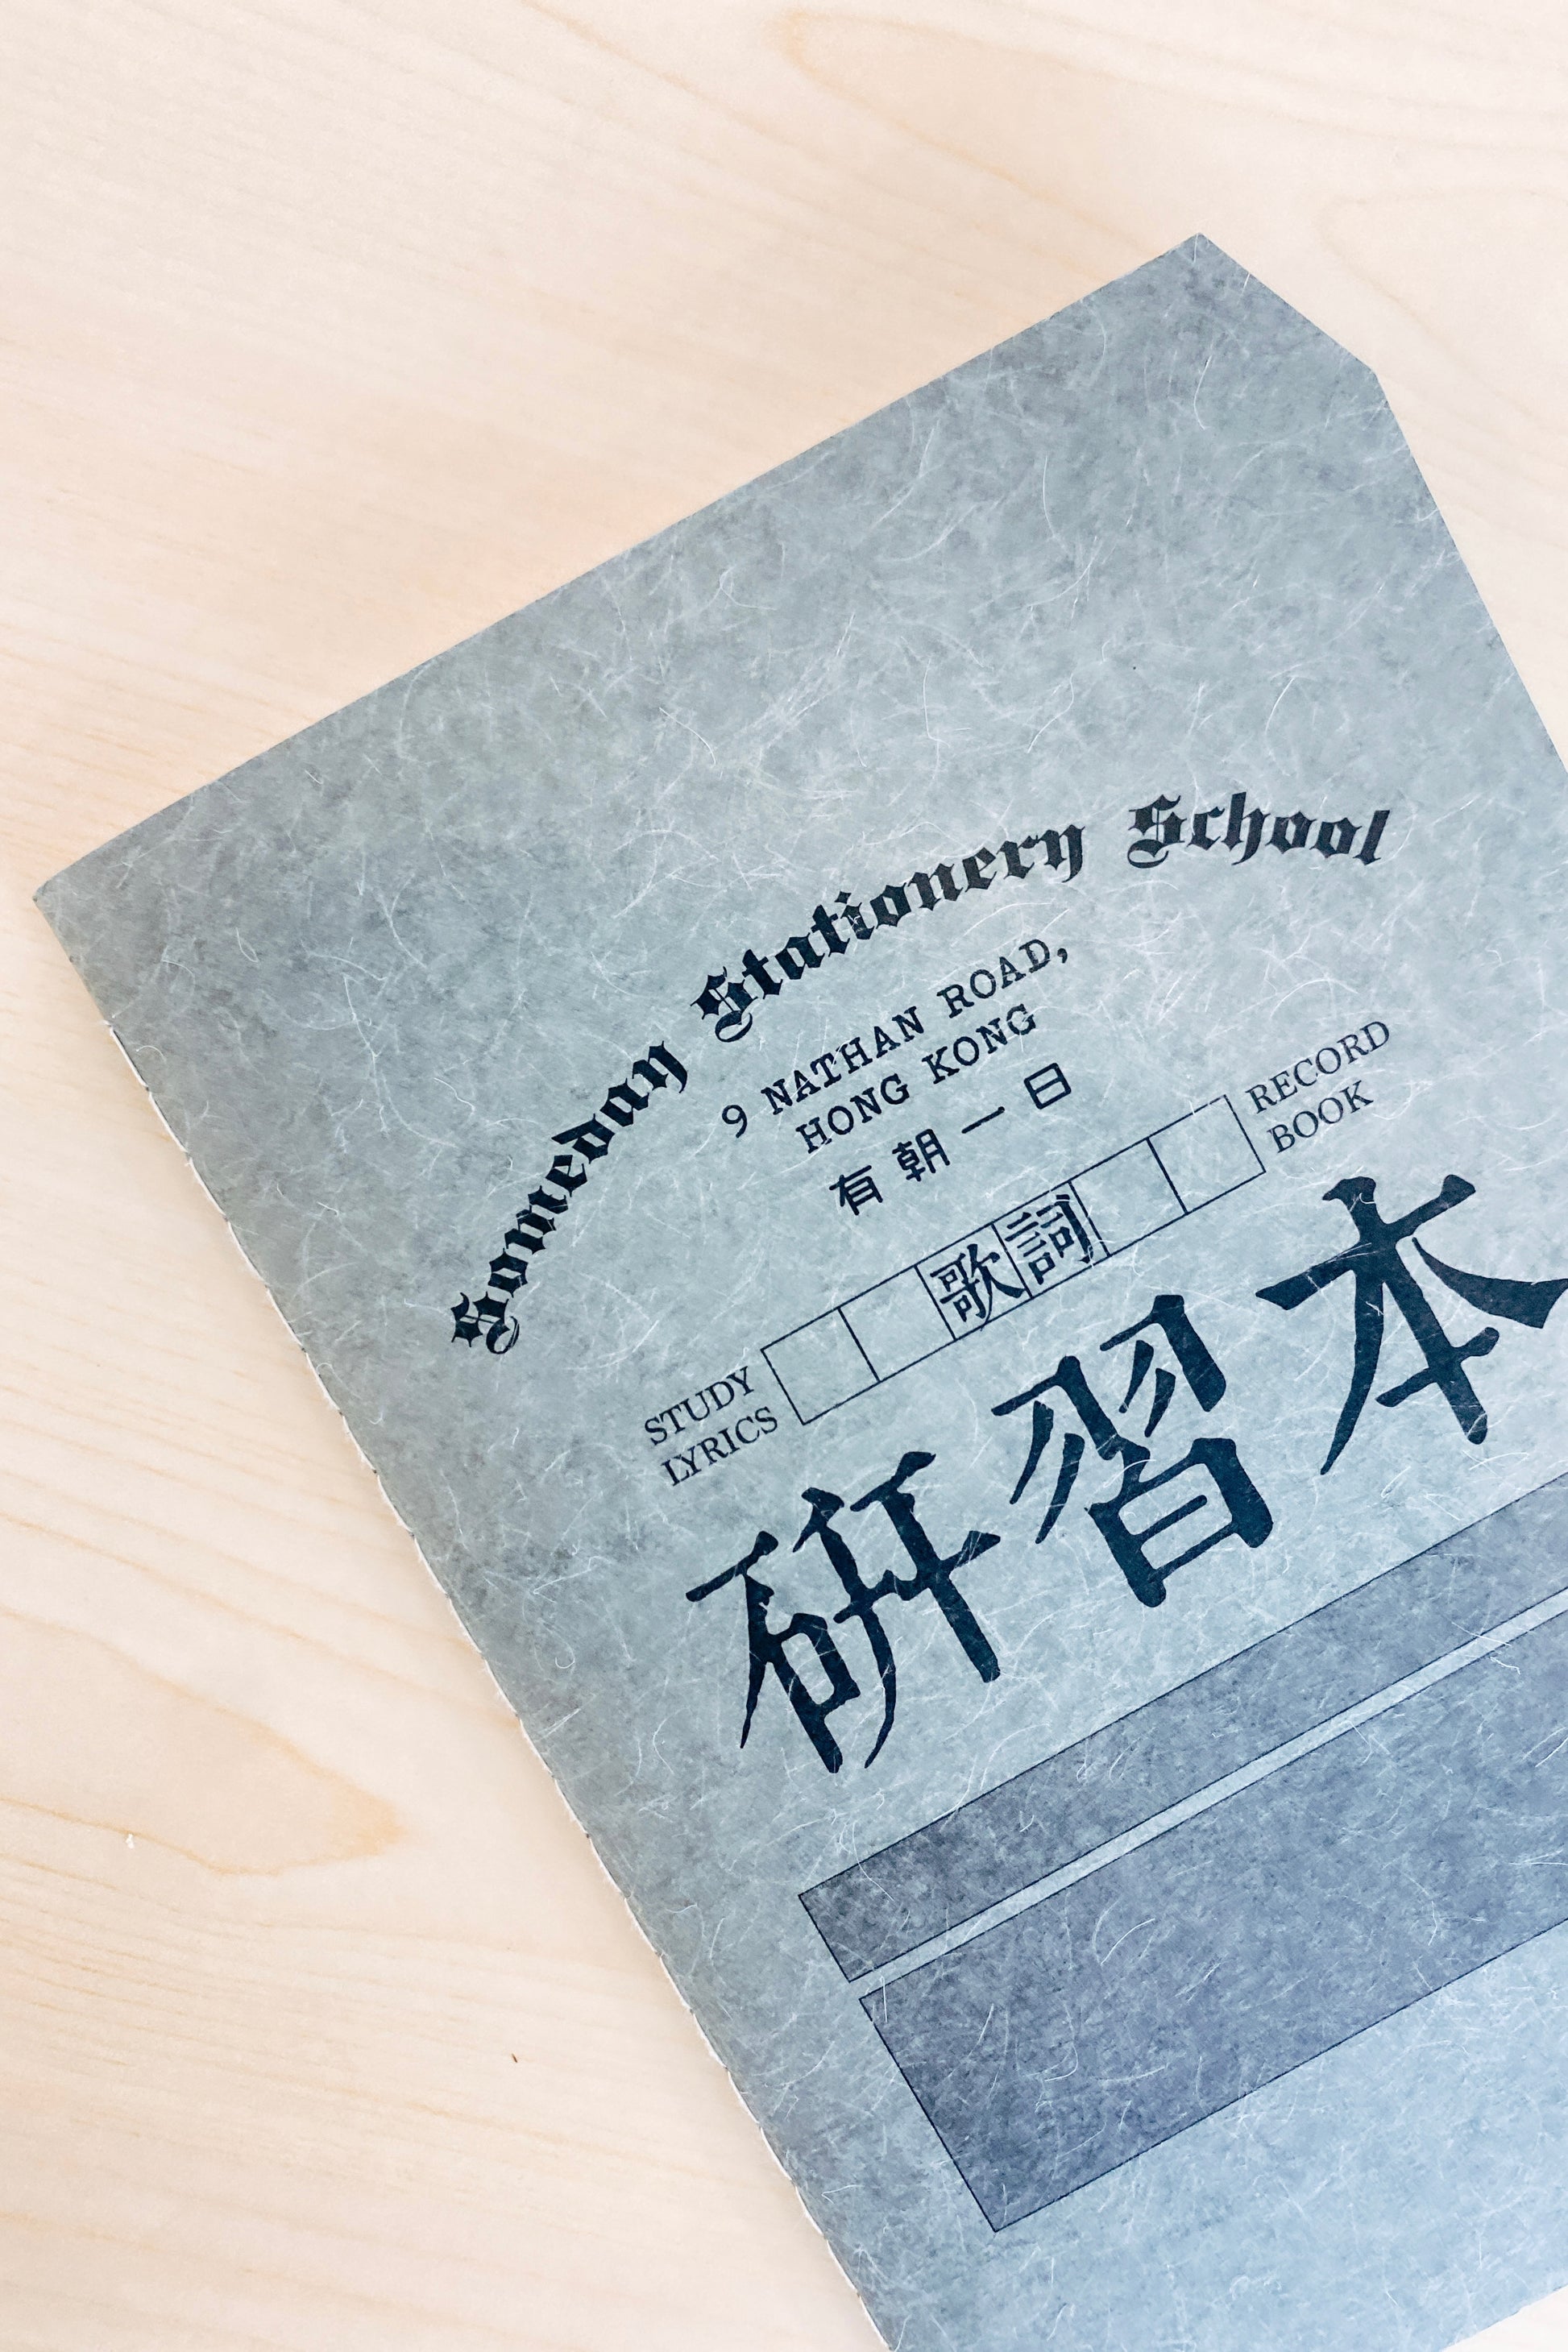 Someday Stationery School
9 NATHAN ROAD,
HONG KONG
有朝一日
STUDY
LYRICS
歌詞
RECORD
BOOK
研習本